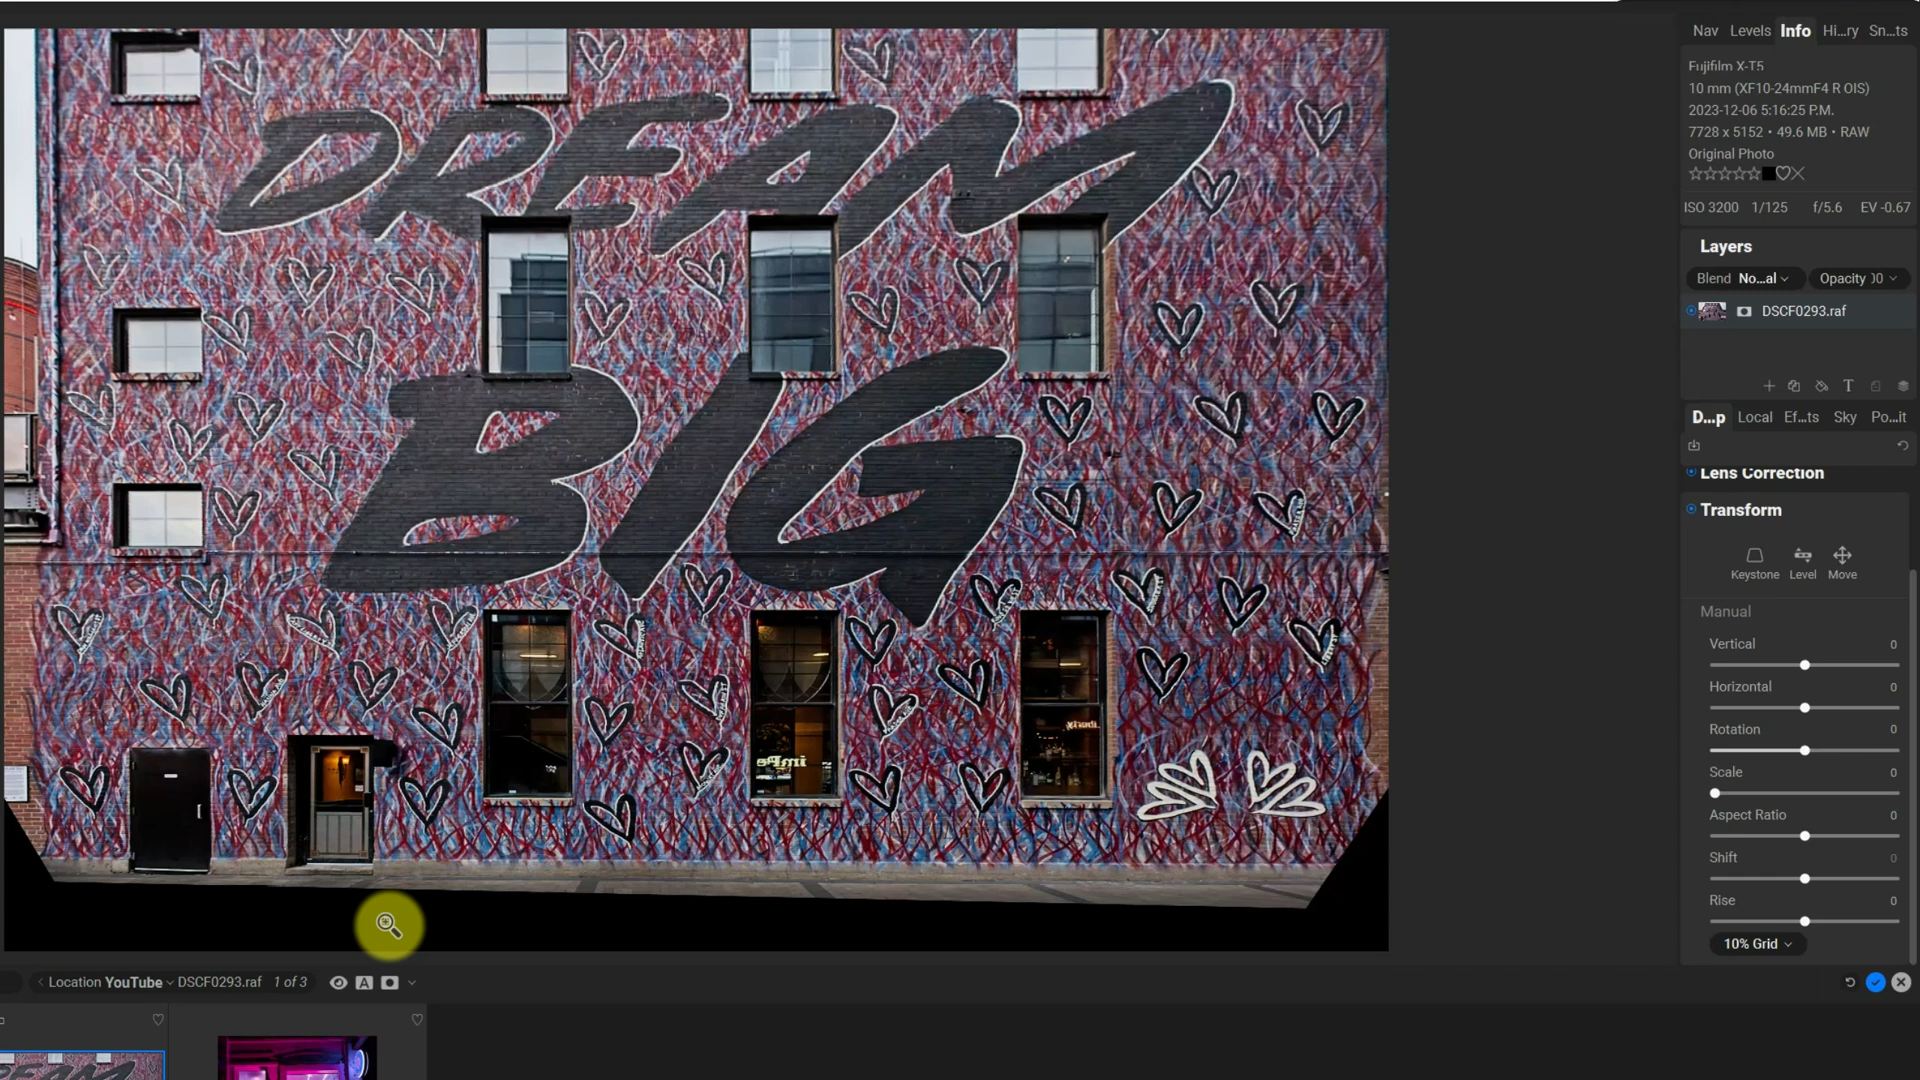 Nav Levels Info Hi...ry Sn...ts
Fujifilm X-T5
10 mm (XF10-24mmF4 R OIS)
2023-12-06 5:16:25 P.M.
7728 x 5152 • 49.6 MB • RAW
Original Photo
ISO 3200 1/125 f/5.6 EV -0.67
Layers
Blend No...al Opacity
DSCF0293.raf
T
D...p Local Ef...ts Sky Po...it
Lens Correction
Transform
Keystone Level Move
Manual
Vertical 0
Horizontal 0
Rotation 0
Scale 0
Aspect Ratio 0
Shift 0
Rise 0
10% Grid
DREAM
BIG
Location YouTube DSCF0293.raf 1 of 3 A